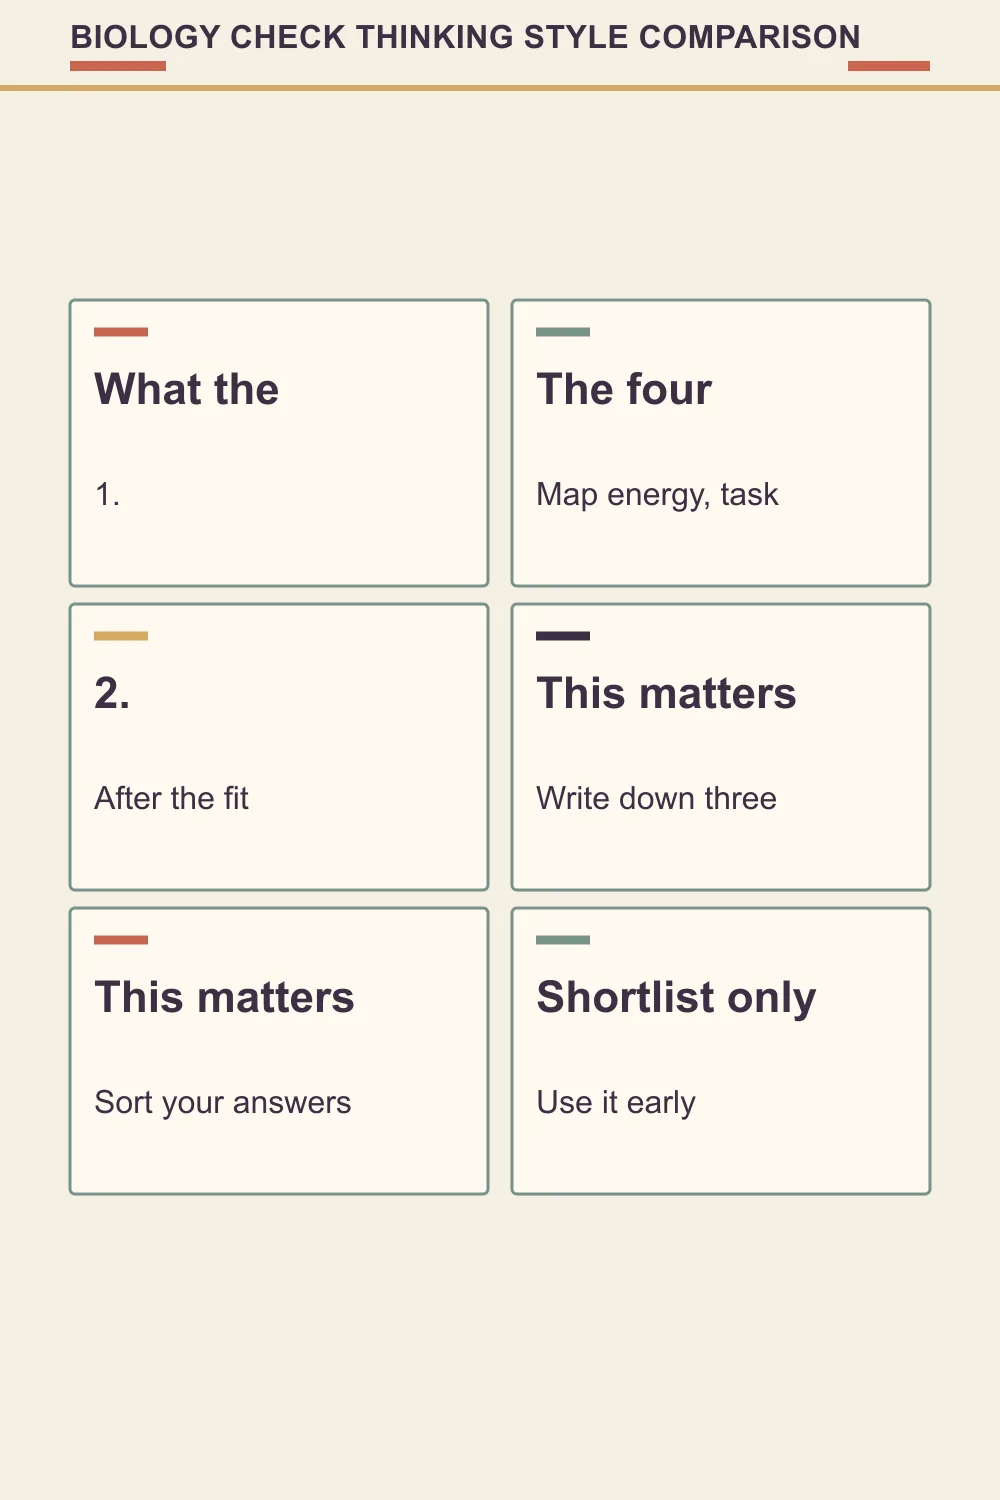 BIOLOGY CHECK THINKING STYLE COMPARISON
What the
1.
The four
Map energy, task
2.
After the fit
This matters
Write down three
This matters
Sort your answers
Shortlist only
Use it early